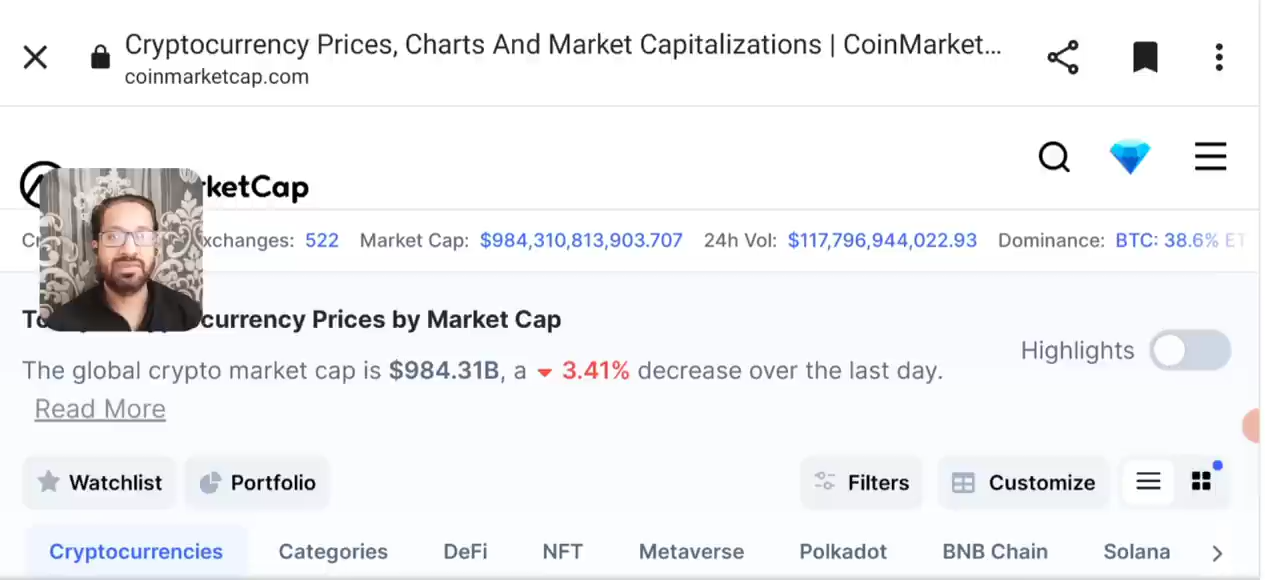 Cryptocurrency Prices, Charts And Market Capitalizations | CoinMarket...
coinmarketcap.com
rketCap
xchanges: 522 Market Cap: $984,310,813,903.707 24h Vol: $117,796,944,022.93 Dominance: BTC: 38.6% ET
currency Prices by Market Cap
The global crypto market cap is $984.31B, a 3.41% decrease over the last day.
Highlights
Read More
Watchlist Portfolio Filters Customize
Cryptocurrencies Categories DeFi NFT Metaverse Polkadot BNB Chain Solana